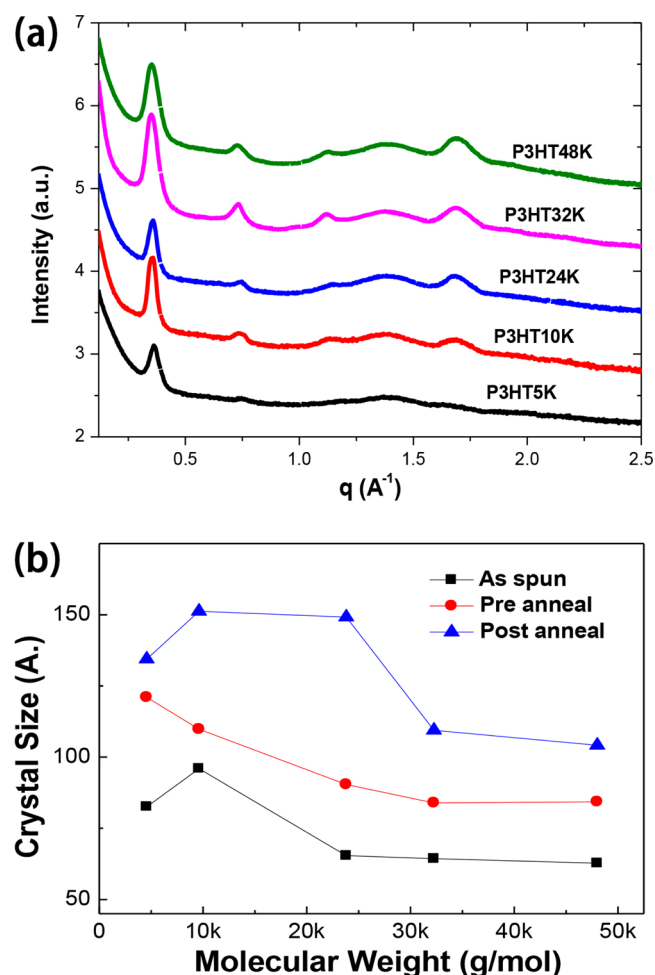 (a)
7
6
5
4
3
2
Intensity (a.u.)
P3HT48K
P3HT32K
P3HT24K
P3HT10K
P3HT5K
0.5 1.0 1.5 2.0 2.5
q (A⁻¹)
(b)
As spun
Pre anneal
Post anneal
150
100
50
Crystal Size (A.)
0 10k 20k 30k 40k 50k
Molecular Weight (g/mol)